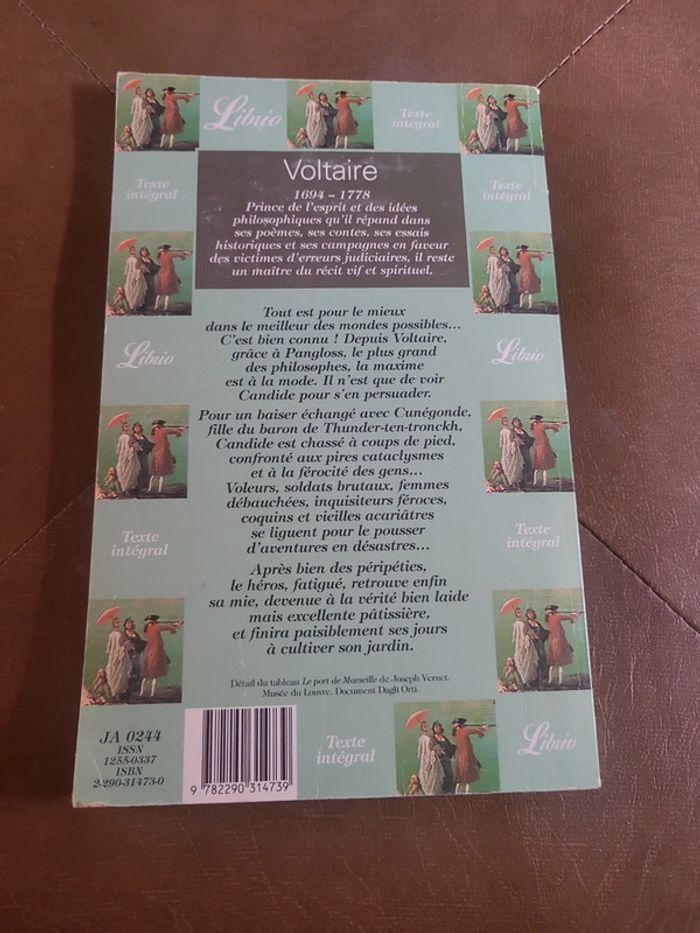 Librio
Texte
intégral
Texte
intégral
Voltaire
1694 – 1778
Prince de l'esprit et des idées
philosophiques qu'il répand dans
ses poèmes, ses contes, ses essais
historiques et ses campagnes en faveur
des victimes d'erreurs judiciaires, il reste
un maître du récit vif et spirituel.
Texte
intégral
Tout est pour le mieux
dans le meilleur des mondes possibles...
C'est bien connu ! Depuis Voltaire,
grâce à Pangloss, le plus grand
des philosophes, la maxime
est à la mode. Il n'est que de voir
Candide pour s'en persuader.
Librio
Librio
Pour un baiser échangé avec Cunégonde,
fille du baron de Thunder-ten-tronckh,
Candide est chassé à coups de pied,
confronté aux pires cataclysmes
et à la férocité des gens...
Voleurs, soldats brutaux, femmes
débauchées, inquisiteurs féroces,
coquins et vieilles acariâtres
se liguent pour le pousser
d'aventures en désastres...
Texte
intégral
Texte
intégral
Après bien des péripéties,
le héros, fatigué, retrouve enfin
sa mie, devenue à la vérité bien laide
mais excellente pâtissière,
et finira paisiblement ses jours
à cultiver son jardin.
Détail du tableau Le port de Marseille de Joseph Vernet.
Musée du Louvre. Document Dagli Orti.
JA 0244
ISSN
1255-0337
ISBN
2-290-31473-0
9 782290 314739
Texte
intégral
Librio